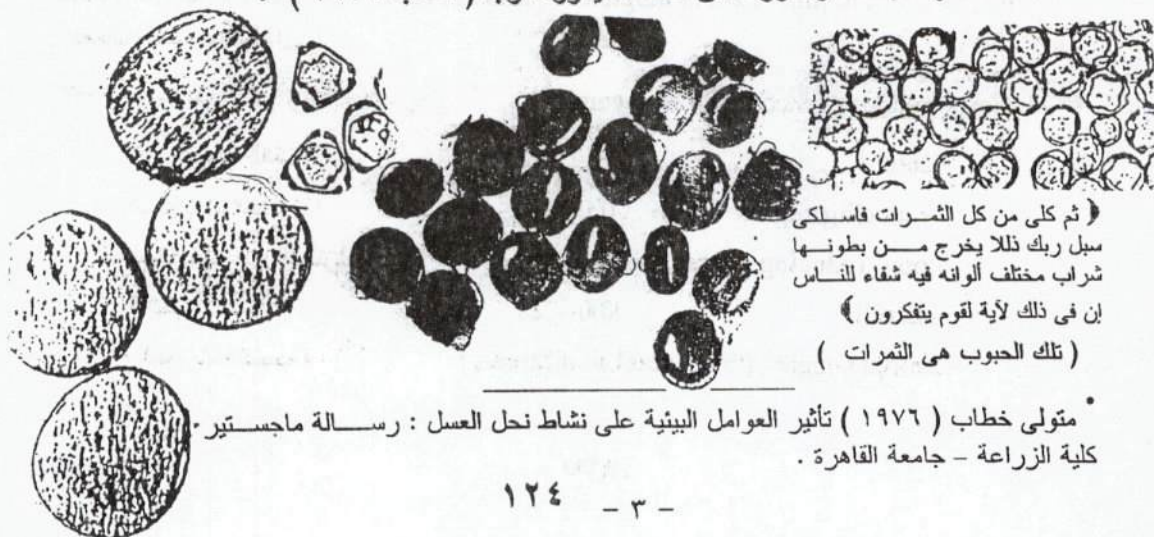 ﴿ ثم كلى من كل الثمرات فاسلكى
سبل ربك ذللا يخرج من بطونها
شراب مختلف ألوانه فيه شفاء للناس
إن فى ذلك لآية لقوم يتفكرون ﴾
( تلك الحبوب هى الثمرات )
* متولى خطاب ( ١٩٧٦ ) تأثير العوامل البيئية على نشاط نحل العسل : رسالة ماجستير .
كلية الزراعة – جامعة القاهرة .
١٢٤
- ٣ -